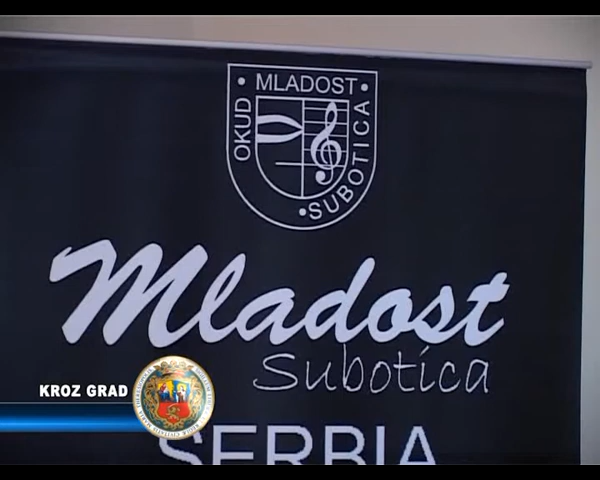 OKUD • MLADOST • SUBOTICA •
Mladost
Subotica
KROZ GRAD
SERBIA